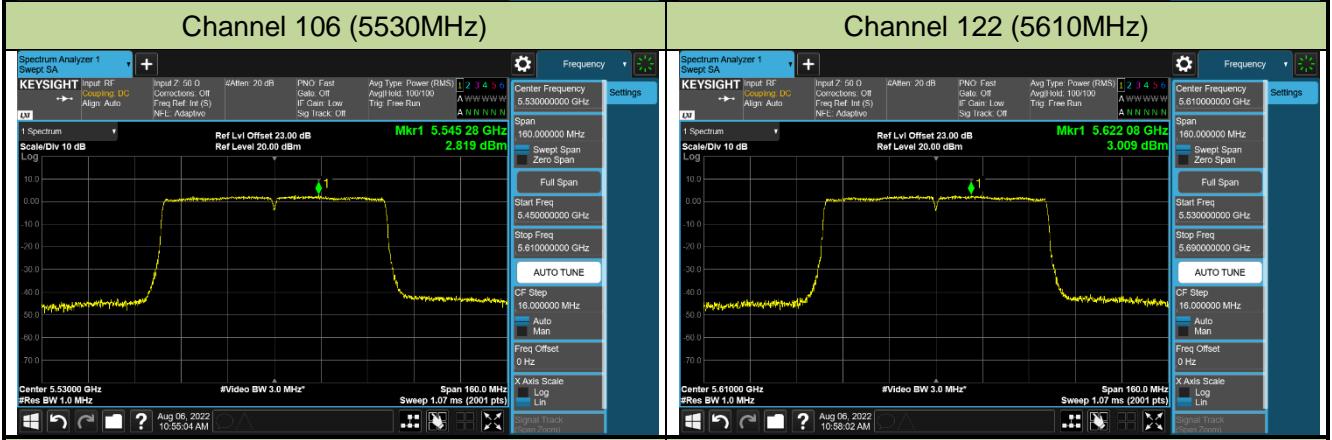 Channel 106 (5530MHz)
Spectrum Analyzer 1
Swept SA
+
Frequency
KEYSIGHT
Input: RF
Coupling: DC
Align: Auto
Input Z: 50 Ω
Corrections: Off
Freq Ref: Int (S)
NFE: Adaptive
#Atten: 20 dB
PNO: Fast
Gate: Off
IF Gain: Low
Sig Track: Off
Avg Type: Power (RMS)
Avg|Hold: 100/100
Trig: Free Run
1 2 3 4 5 6
A W W W W W
A N N N N N
LXI
1 Spectrum
Scale/Div 10 dB
Log
Ref Lvl Offset 23.00 dB
Ref Level 20.00 dBm
Mkr1 5.545 28 GHz
2.819 dBm
1
10.0
0.00
-10.0
-20.0
-30.0
-40.0
-50.0
-60.0
-70.0
Center 5.53000 GHz
#Res BW 1.0 MHz
#Video BW 3.0 MHz*
Span 160.0 MHz
Sweep 1.07 ms (2001 pts)
Center Frequency
5.530000000 GHz
Settings
Span
160.000000 MHz
Swept Span
Zero Span
Full Span
Start Freq
5.450000000 GHz
Stop Freq
5.610000000 GHz
AUTO TUNE
CF Step
16.000000 MHz
Auto
Man
Freq Offset
0 Hz
X Axis Scale
Log
Lin
Signal Track
(Span Zoom)
?
Aug 06, 2022
10:55:04 AM
Channel 122 (5610MHz)
Spectrum Analyzer 1
Swept SA
+
Frequency
KEYSIGHT
Input: RF
Coupling: DC
Align: Auto
Input Z: 50 Ω
Corrections: Off
Freq Ref: Int (S)
NFE: Adaptive
#Atten: 20 dB
PNO: Fast
Gate: Off
IF Gain: Low
Sig Track: Off
Avg Type: Power (RMS)
Avg|Hold: 100/100
Trig: Free Run
1 2 3 4 5 6
A W W W W W
A N N N N N
LXI
1 Spectrum
Scale/Div 10 dB
Log
Ref Lvl Offset 23.00 dB
Ref Level 20.00 dBm
Mkr1 5.622 08 GHz
3.009 dBm
1
10.0
0.00
-10.0
-20.0
-30.0
-40.0
-50.0
-60.0
-70.0
Center 5.61000 GHz
#Res BW 1.0 MHz
#Video BW 3.0 MHz*
Span 160.0 MHz
Sweep 1.07 ms (2001 pts)
Center Frequency
5.610000000 GHz
Settings
Span
160.000000 MHz
Swept Span
Zero Span
Full Span
Start Freq
5.530000000 GHz
Stop Freq
5.690000000 GHz
AUTO TUNE
CF Step
16.000000 MHz
Auto
Man
Freq Offset
0 Hz
X Axis Scale
Log
Lin
Signal Track
(Span Zoom)
?
Aug 06, 2022
10:58:02 AM